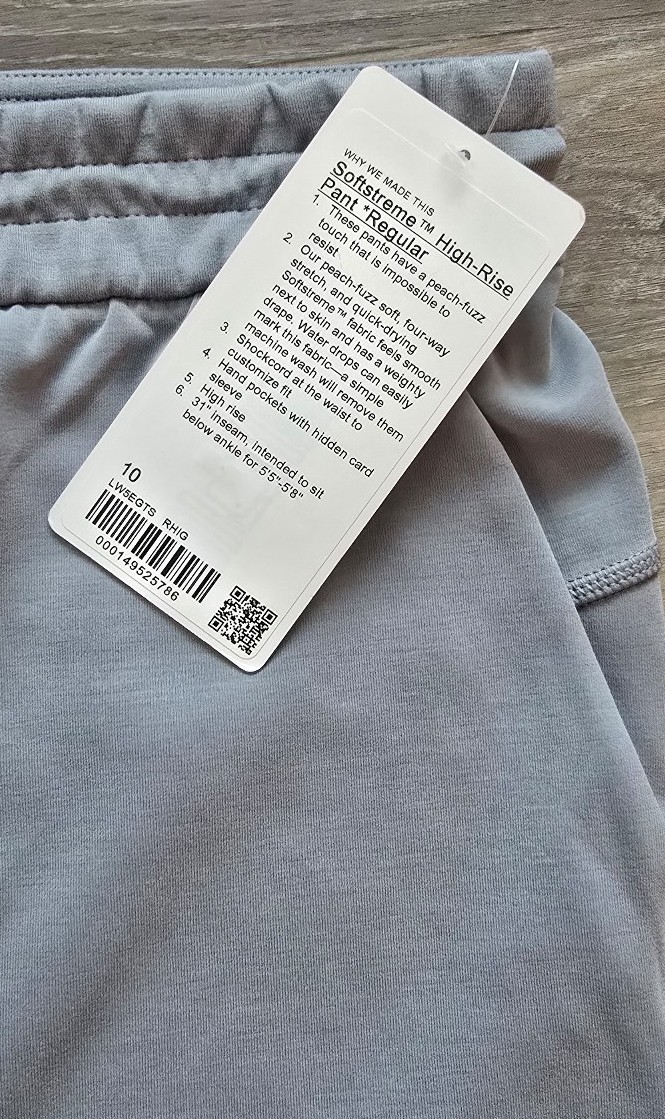 WHY WE MADE THIS
Softstreme ™ High-Rise
Pant *Regular
1. These pants have a peach-fuzz
touch that is impossible to
resist
2. Our peach-fuzz soft, four-way
stretch, and quick-drying
Softstreme™ fabric feels smooth
next to skin and has a weighty
drape. Water drops can easily
mark this fabric—a simple
machine wash will remove them
3. Shockcord at the waist to
customize fit
4. Hand pockets with hidden card
sleeve
5. High rise
6. 31" inseam, intended to sit
below ankle for 5'5"-5'8"
10
LW5EGTS RHIG
000149525786